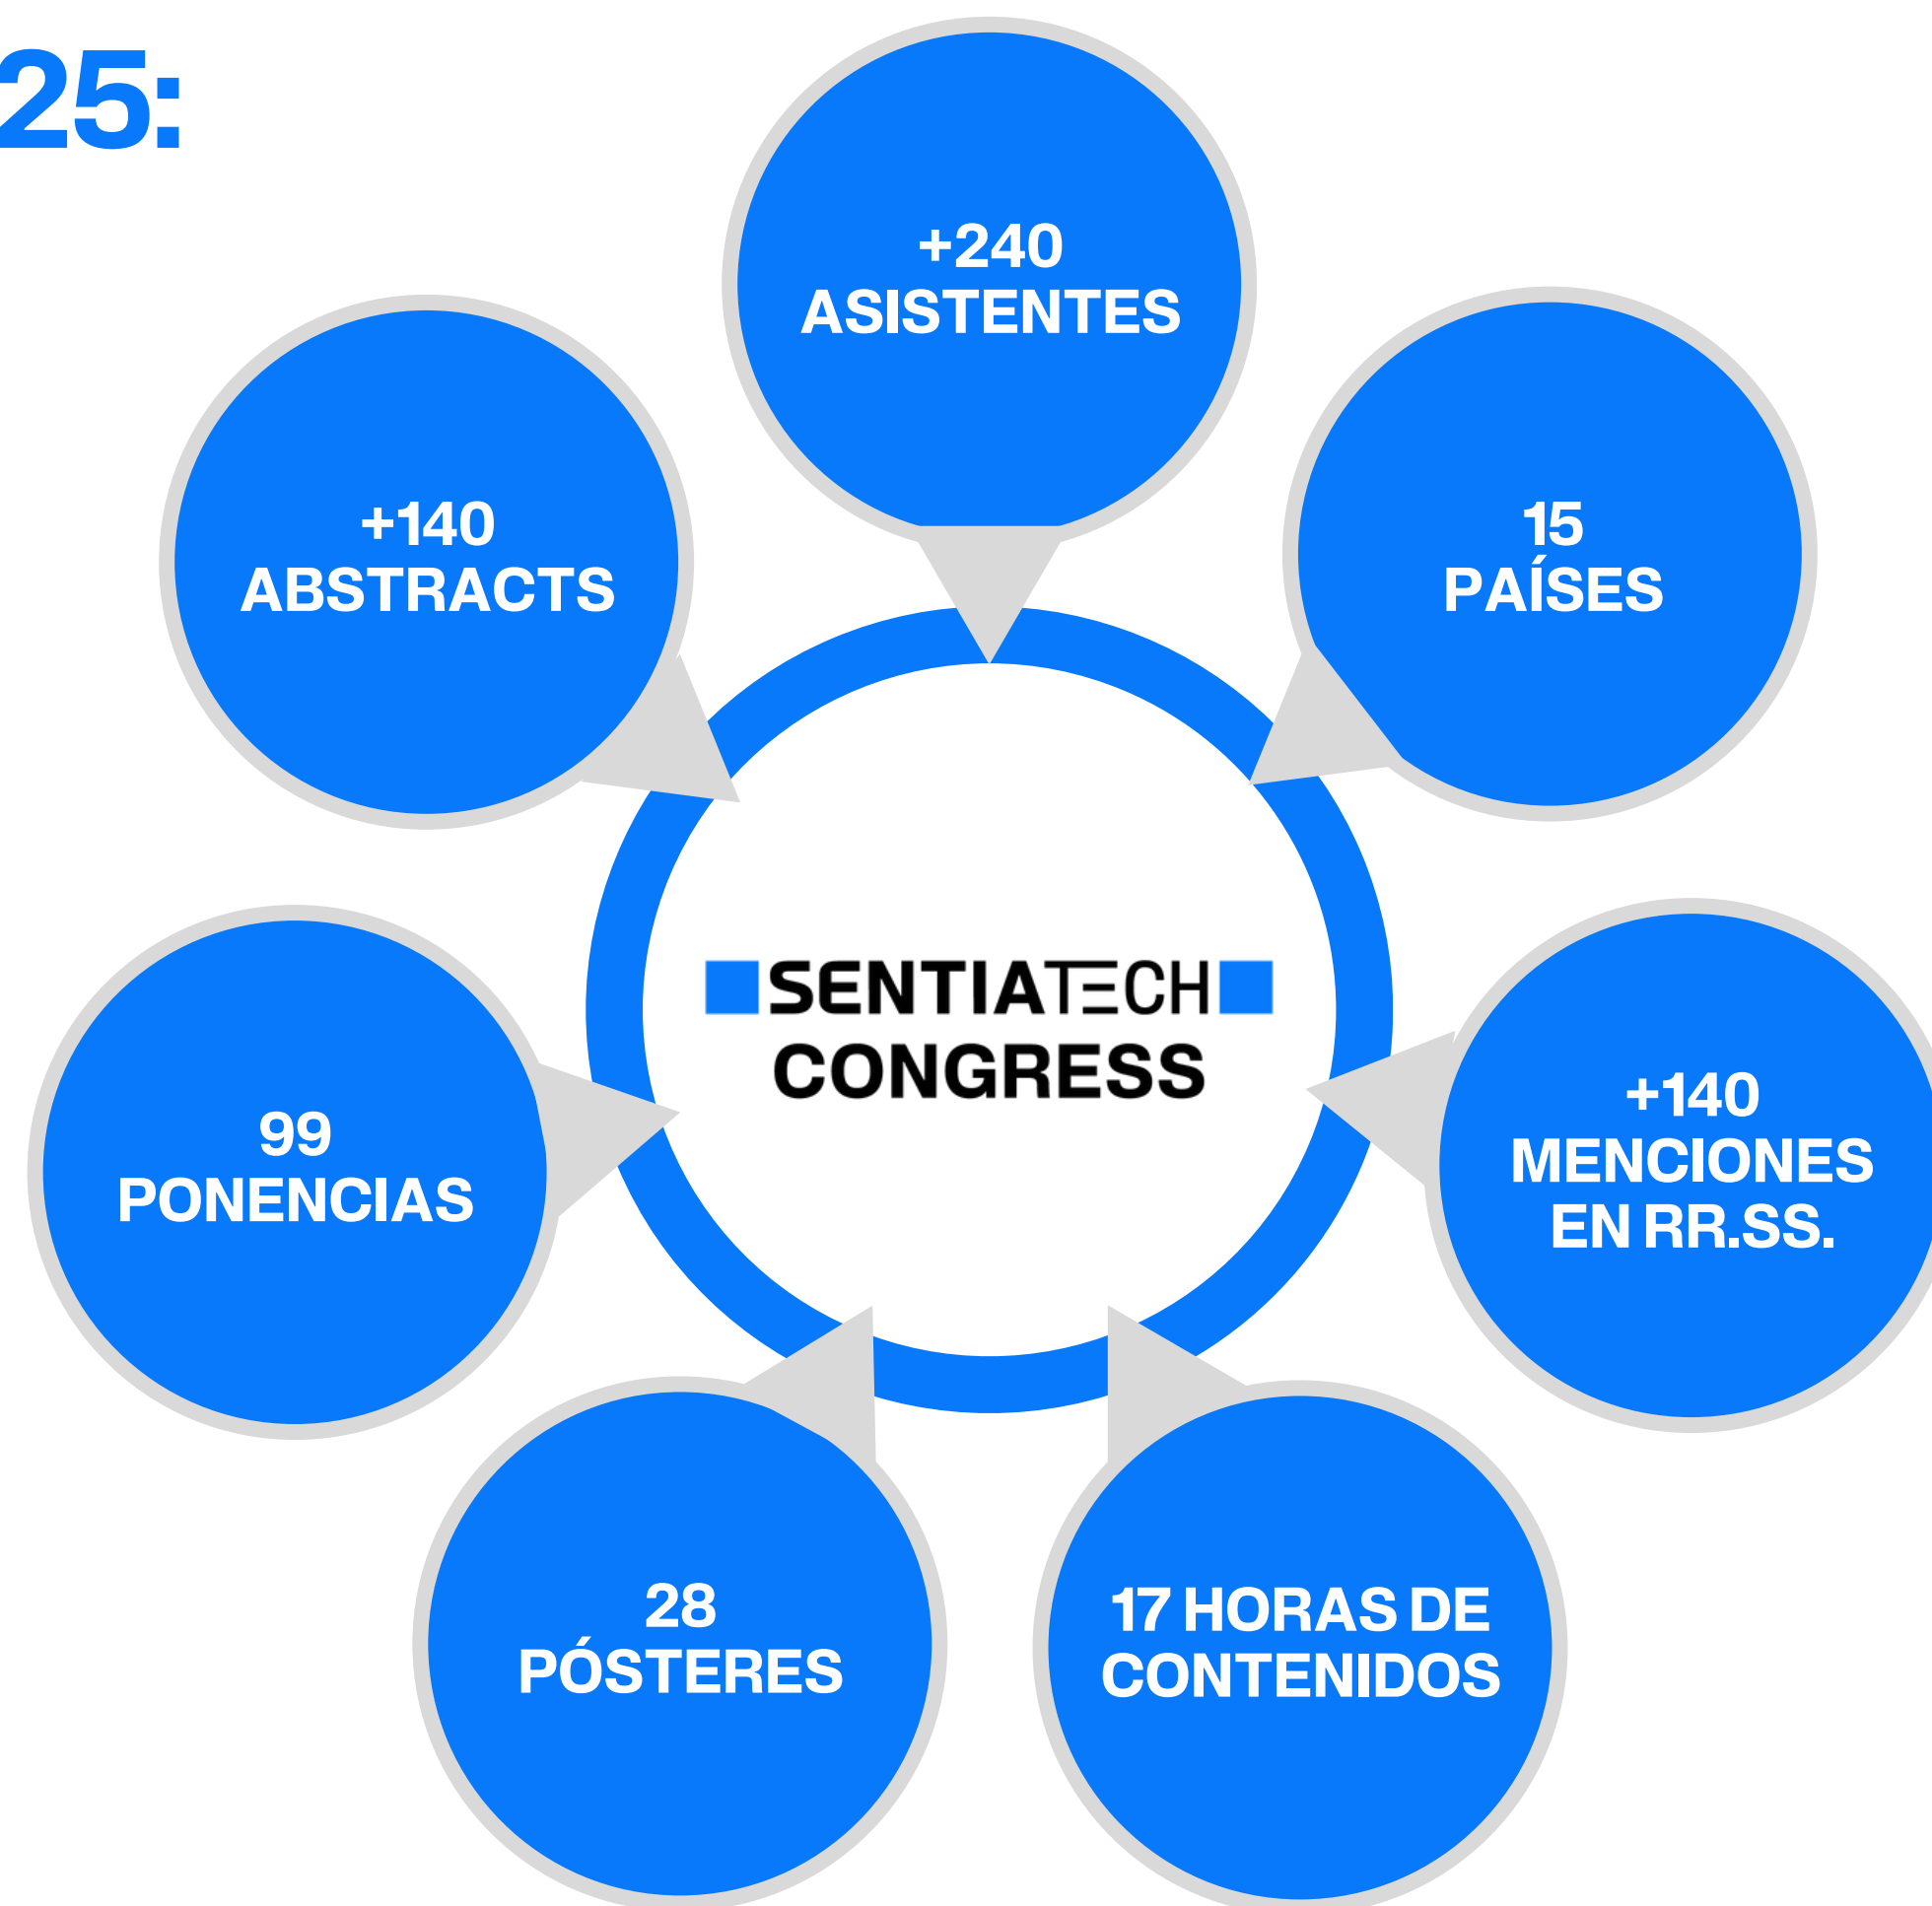 25:
+240
ASISTENTES
+140
ABSTRACTS
15
PAÍSES
SENTIATECH
CONGRESS
99
PONENCIAS
+140
MENCIONES
EN RR.SS.
28
PÓSTERES
17 HORAS DE
CONTENIDOS